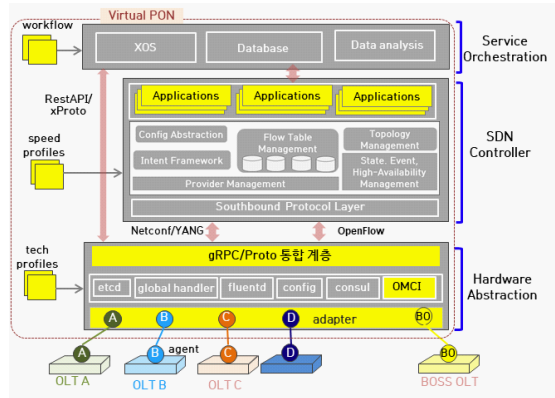 Virtual PON
workflow
XOS
Database
Data analysis
Service
Orchestration
RestAPI/
xProto
Applications
Applications
Applications
speed
profiles
Config Abstraction
Intent Framework
Flow Table
Management
Topology
Management
State, Event,
High-Availability
Management
Provider Management
Southbound Protocol Layer
SDN
Controller
Netconf/YANG
OpenFlow
tech
profiles
gRPC/Proto 통합 계층
etcd
global handler
fluentd
config
consul
OMCI
Hardware
Abstraction
A
B
C
D
adapter
BO
A
B
agent
C
D
BO
OLT A
OLT B
OLT C
BOSS OLT